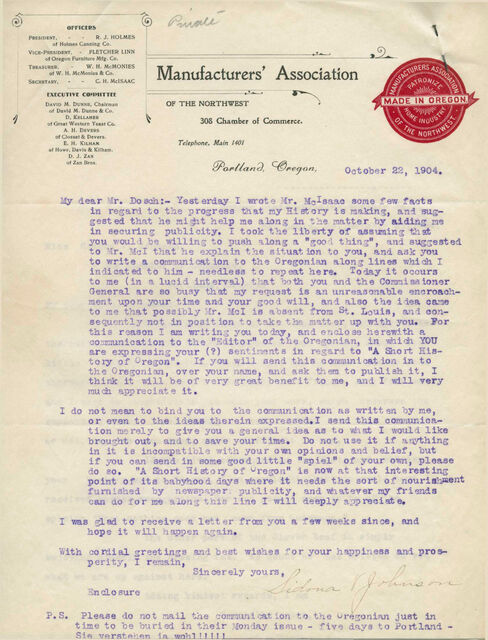 Private
OFFICERS
PRESIDENT, - - R. J. HOLMES
of Holmes Canning Co.
VICE-PRESIDENT, - FLETCHER LINN
of Oregon Furniture Mfg. Co.
TREASURER, - W. H. McMONIES
of W. H. McMonies & Co.
SECRETARY, - - C. H. McISAAC
EXECUTIVE COMMITTEE
DAVID M. DUNNE, Chairman
of David M. Dunne & Co.
D. KELLAHER
of Great Western Yeast Co.
A. H. DEVERS
of Closset & Devers.
E. H. KILHAM
of Howe, Davis & Kilham.
D. J. ZAN
of Zan Bros.
Manufacturers' Association
OF THE NORTHWEST
308 Chamber of Commerce.
Telephone, Main 1401
MANUFACTURERS ASSOCIATION
PATRONIZE
MADE IN OREGON
HOME INDUSTRY
OF THE NORTHWEST
Portland, Oregon, October 22, 1904.
My dear Mr. Dosch:- Yesterday I wrote Mr. McIsaac some few facts
in regard to the progress that my History is making, and sug-
gested that he might help me along in the matter by aiding me
in securing publicity. I took the liberty of assuming that
you would be willing to push along a "good thing", and suggested
to Mr. McI that he explain the situation to you, and ask you
to write a communication to the Oregonian along lines which I
indicated to him - needless to repeat here. Today it occurs
to me (in a lucid interval) that both you and the Commissioner
General are so busy that my request is an unreasonable encroach-
ment upon your time and your good will, and also the idea came
to me that possibly Mr. McI is absent from St. Louis, and con-
sequently not in position to take the matter up with you. For
this reason I am writing you today, and enclose herewith a
communication to the "Editor" of the Oregonian, in which YOU
are expressing your (?) sentiments in regard to "A Short His-
tory of Oregon". If you will send this communication in to
the Oregonian, over your name, and ask them to publish it, I
think it will be of very great benefit to me, and I will very
much appreciate it.
I do not mean to bind you to the communication as written by me,
or even to the ideas therein expressed.I send this communica-
tion merely to give you a general idea as to what I would like
brought out, and to save your time. Do not use it if anything
in it is incompatible with your own opinions and belief, but
if you can send in some good little "spiel" of your own, please
do so. "A Short History of Oregon" is now at that interesting
point of its babyhood days where it needs the sort of nourishment
furnished by newspaper publicity, and whatever my friends
can do for me along this line I will deeply appreciate.
I was glad to receive a letter from you a few weeks since, and
hope it will happen again.
With cordial greetings and best wishes for your happiness and pros-
perity, I remain,
Sincerely yours,
Sidona V Johnson
Enclosure
P.S. Please do not mail the communication to the Oregonian just in
time to be buried in their Monday issue - five days to Portland -
Sie verstehen ja wohl!!!!!!